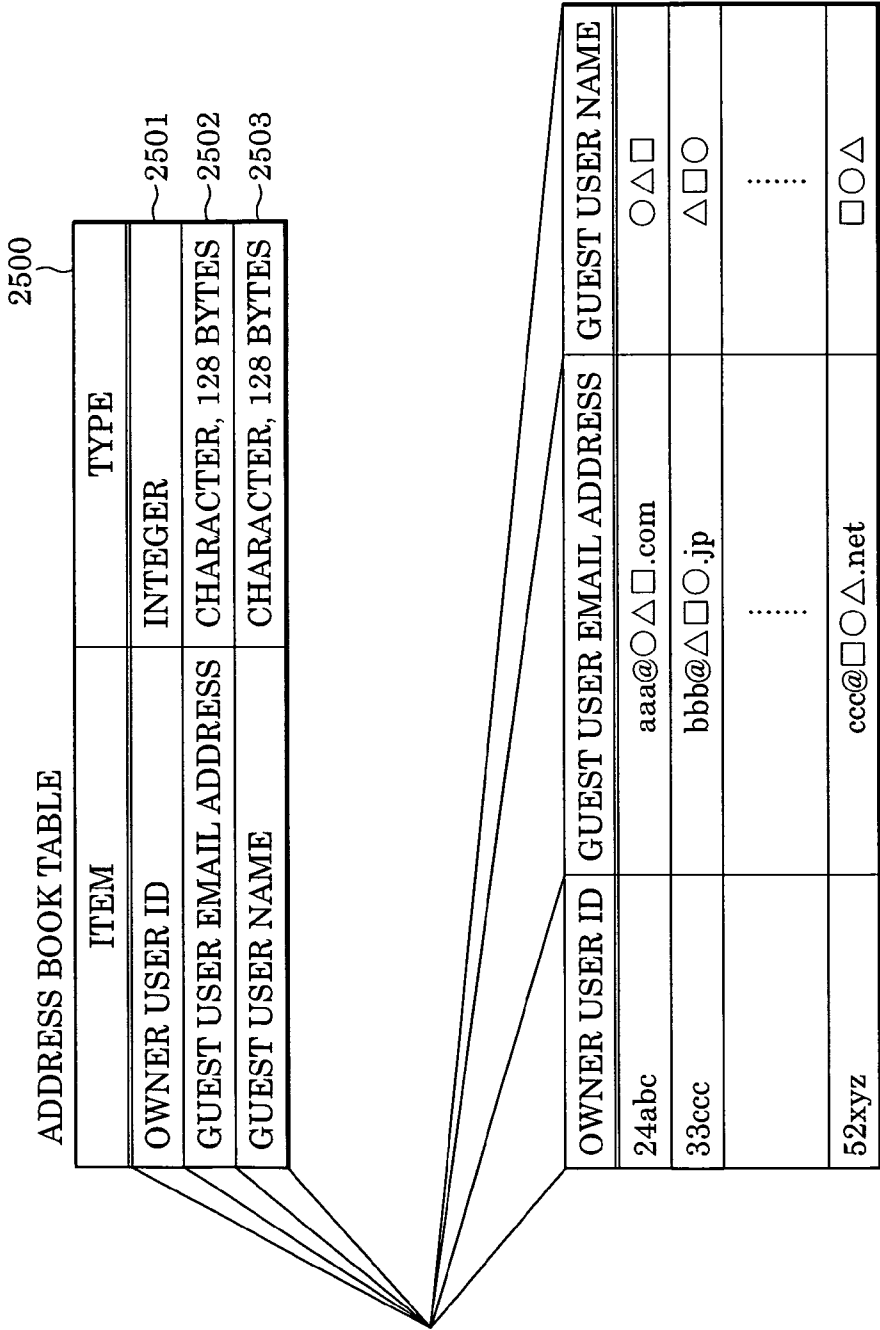 ADDRESS BOOK TABLE
2500
ITEM TYPE
OWNER USER ID INTEGER 2501
GUEST USER EMAIL ADDRESS CHARACTER, 128 BYTES 2502
GUEST USER NAME CHARACTER, 128 BYTES 2503
OWNER USER ID GUEST USER EMAIL ADDRESS GUEST USER NAME
24abc aaa@○△□.com ○△□
33ccc bbb@△□○.jp △□○
....... .......
52xyz ccc@□○△.net □○△